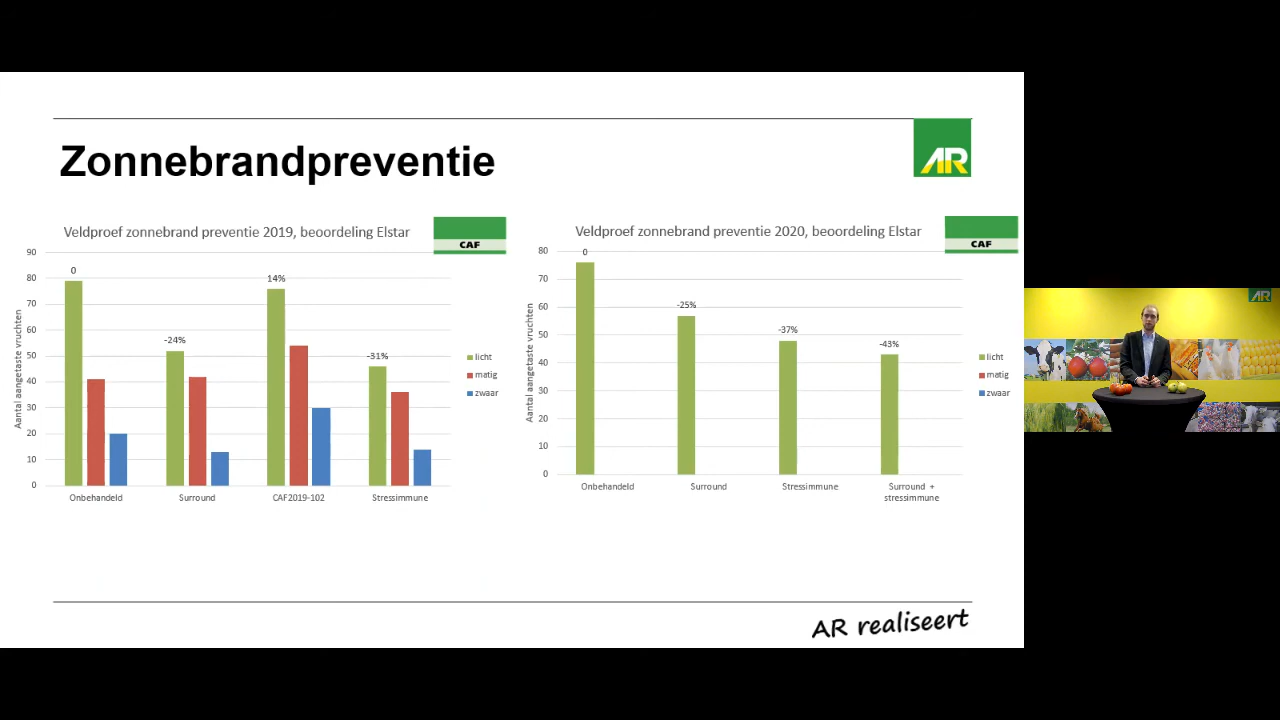 Zonnebrandpreventie
AR
Veldproef zonnebrand preventie 2019, beoordeling Elstar
CAF
Aantal aangetaste vruchten
90
80
70
60
50
40
30
20
10
0
0
-24%
14%
-31%
Onbehandeld
Surround
CAF2019-102
Stressimmune
licht
matig
zwaar
Veldproef zonnebrand preventie 2020, beoordeling Elstar
CAF
Aantal aangetaste vruchten
80
70
60
50
40
30
20
10
0
0
-25%
-37%
-43%
Onbehandeld
Surround
Stressimmune
Surround +
stressimmune
licht
matig
zwaar
AR
AR realiseert